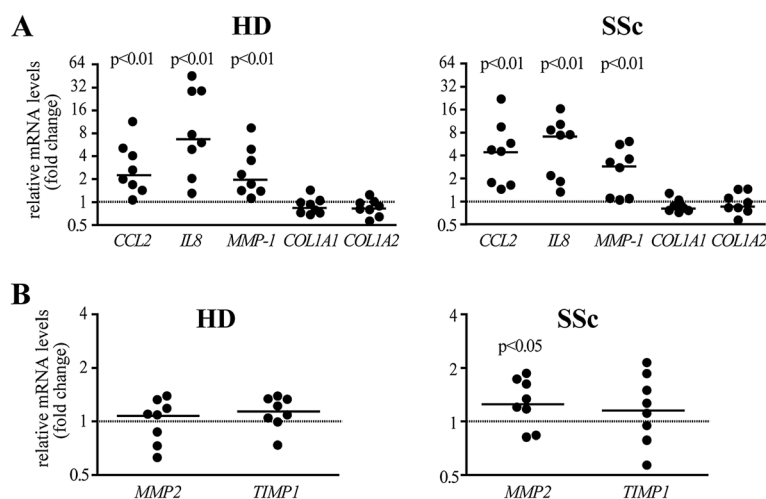 A
HD
SSc
p<0.01 p<0.01 p<0.01
p<0.01 p<0.01 p<0.01
relative mRNA levels
(fold change)
64
32
16
8
4
2
1
0.5
CCL2 IL8 MMP-1 COL1A1 COL1A2
64
32
16
8
4
2
1
0.5
CCL2 IL8 MMP-1 COL1A1 COL1A2
B
HD
SSc
p<0.05
relative mRNA levels
(fold change)
4
2
1
0.5
MMP2 TIMP1
4
2
1
0.5
MMP2 TIMP1